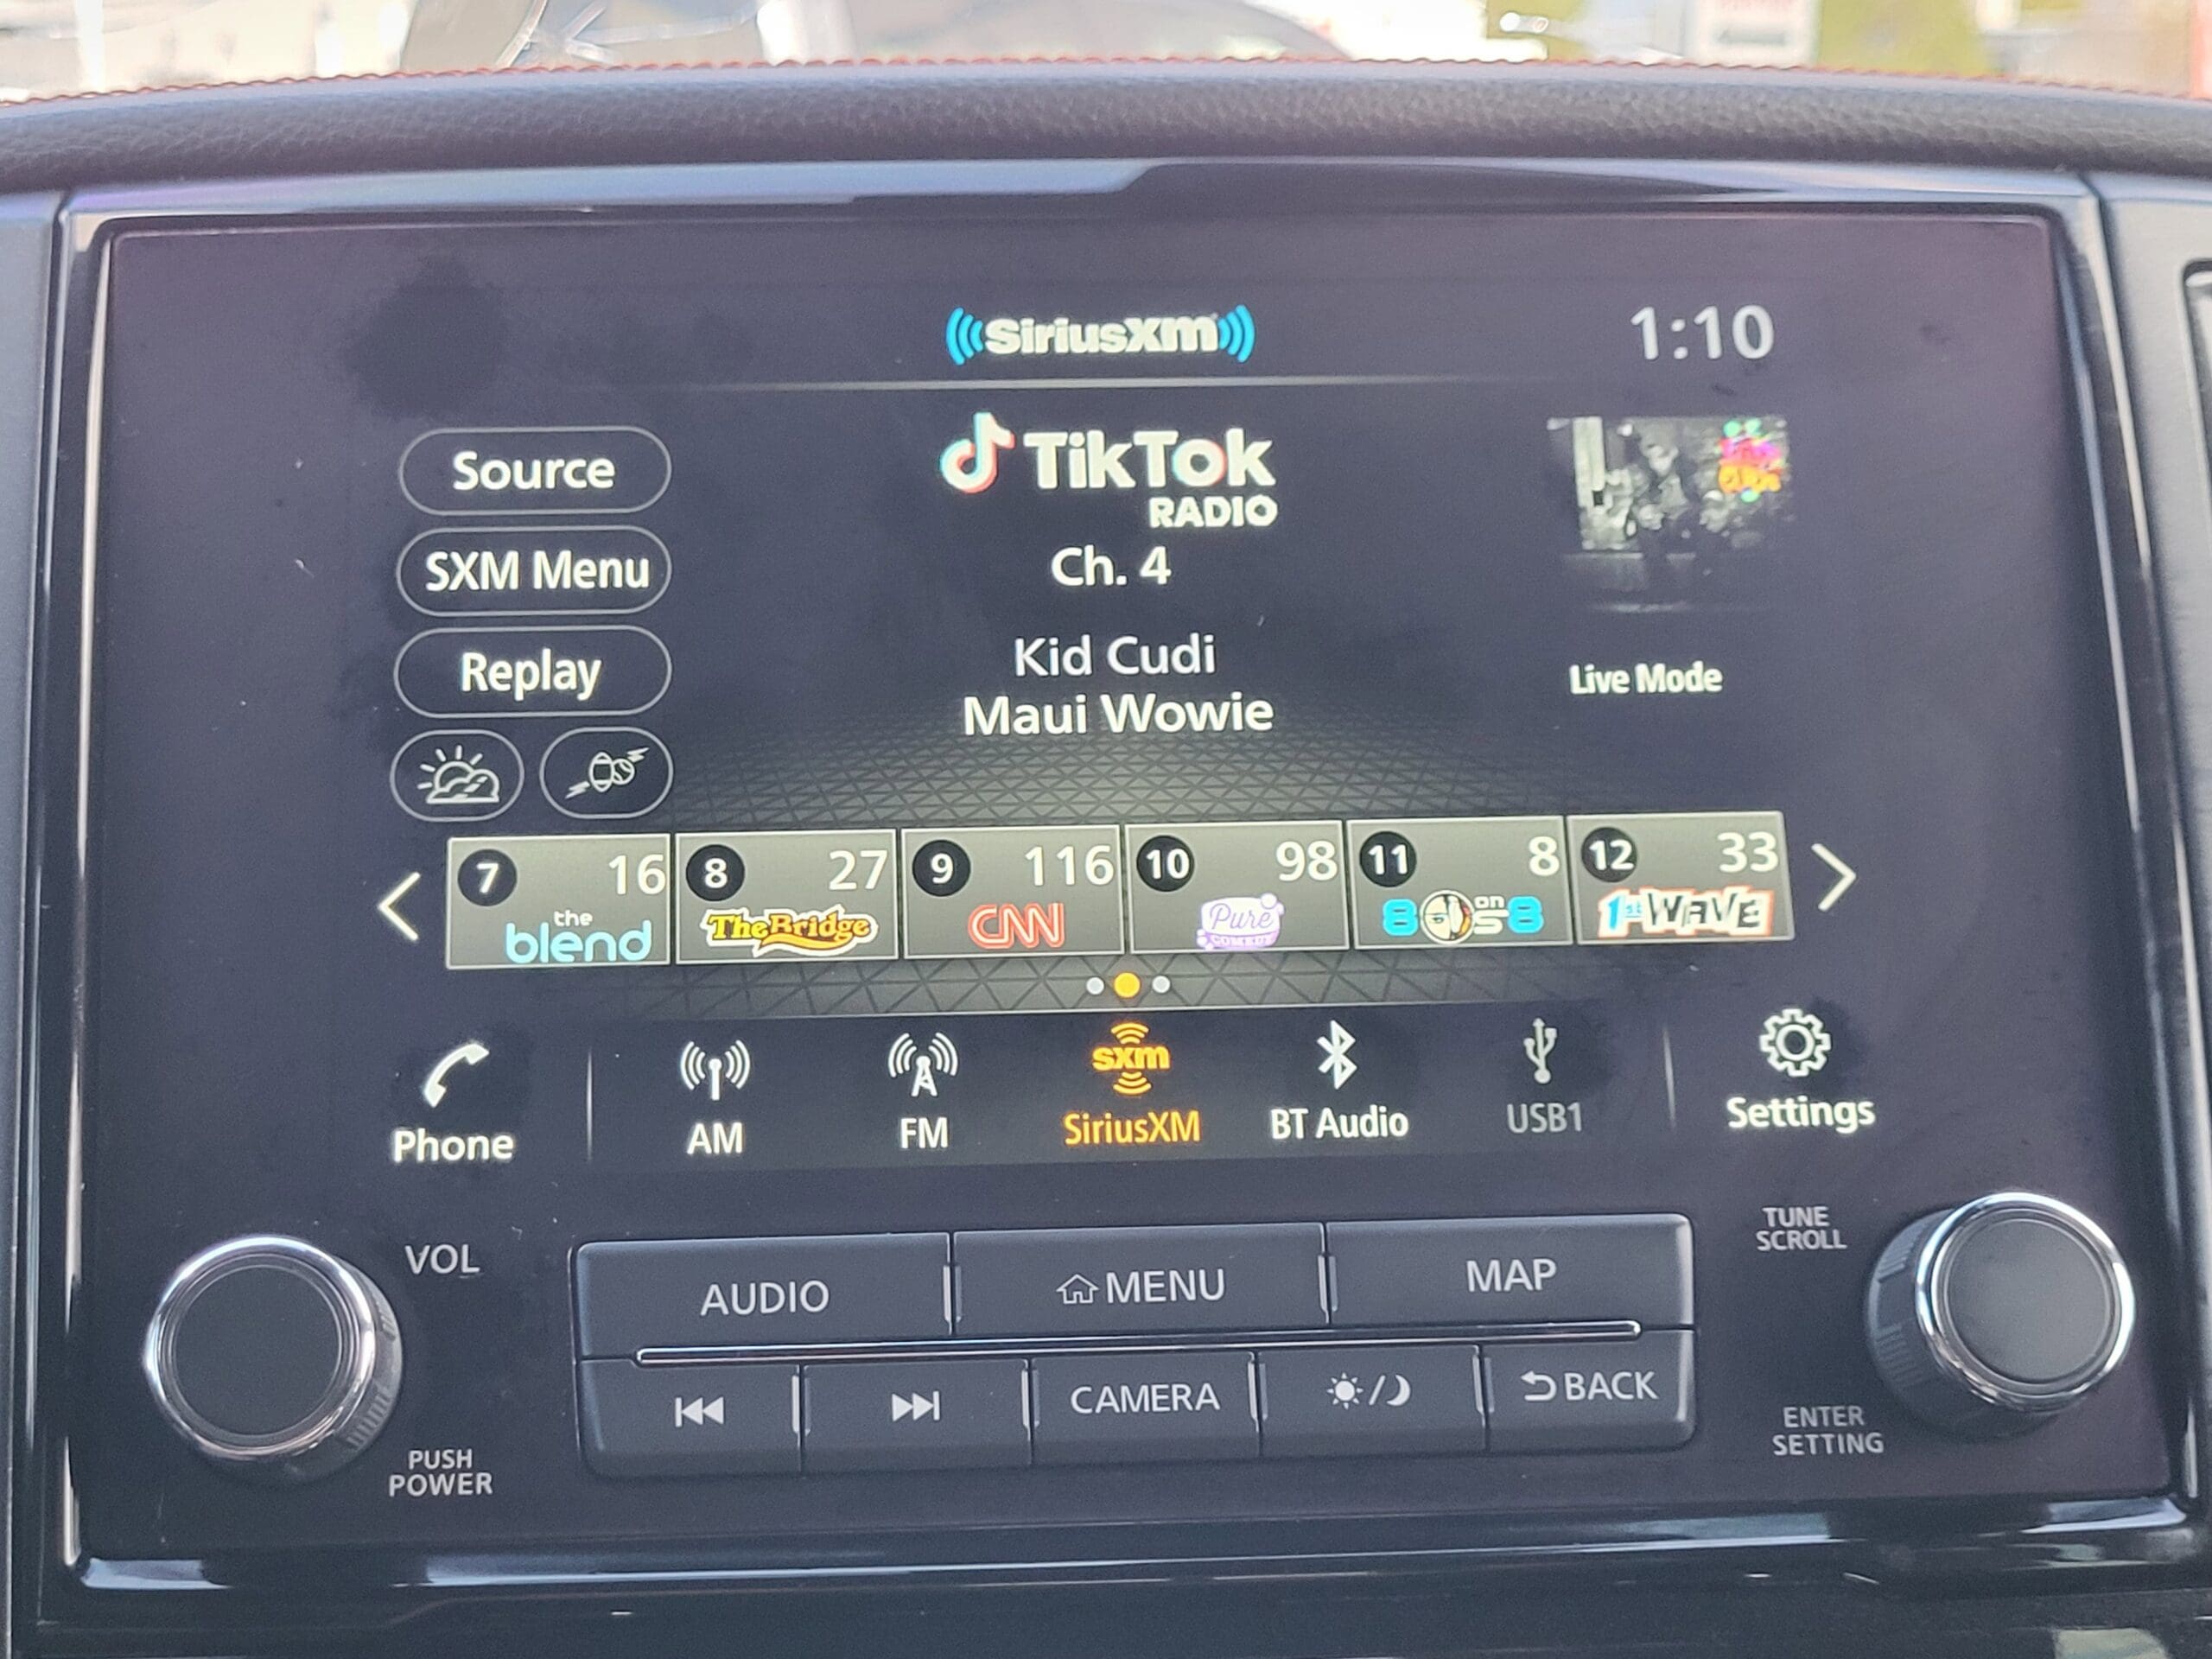 SiriusXM
1:10
Source
SXM Menu
Replay
TikTok
RADIO
Ch. 4
Kid Cudi
Maui Wowie
Live Mode
7 16
the
blend
8 27
The Bridge
9 116
CNN
10 98
Pure
COMEDY
11 8
8 on 8
12 33
1st WAVE
Phone
AM
FM
sxm
SiriusXM
BT Audio
USB1
Settings
VOL
PUSH
POWER
AUDIO
MENU
MAP
CAMERA
BACK
TUNE
SCROLL
ENTER
SETTING